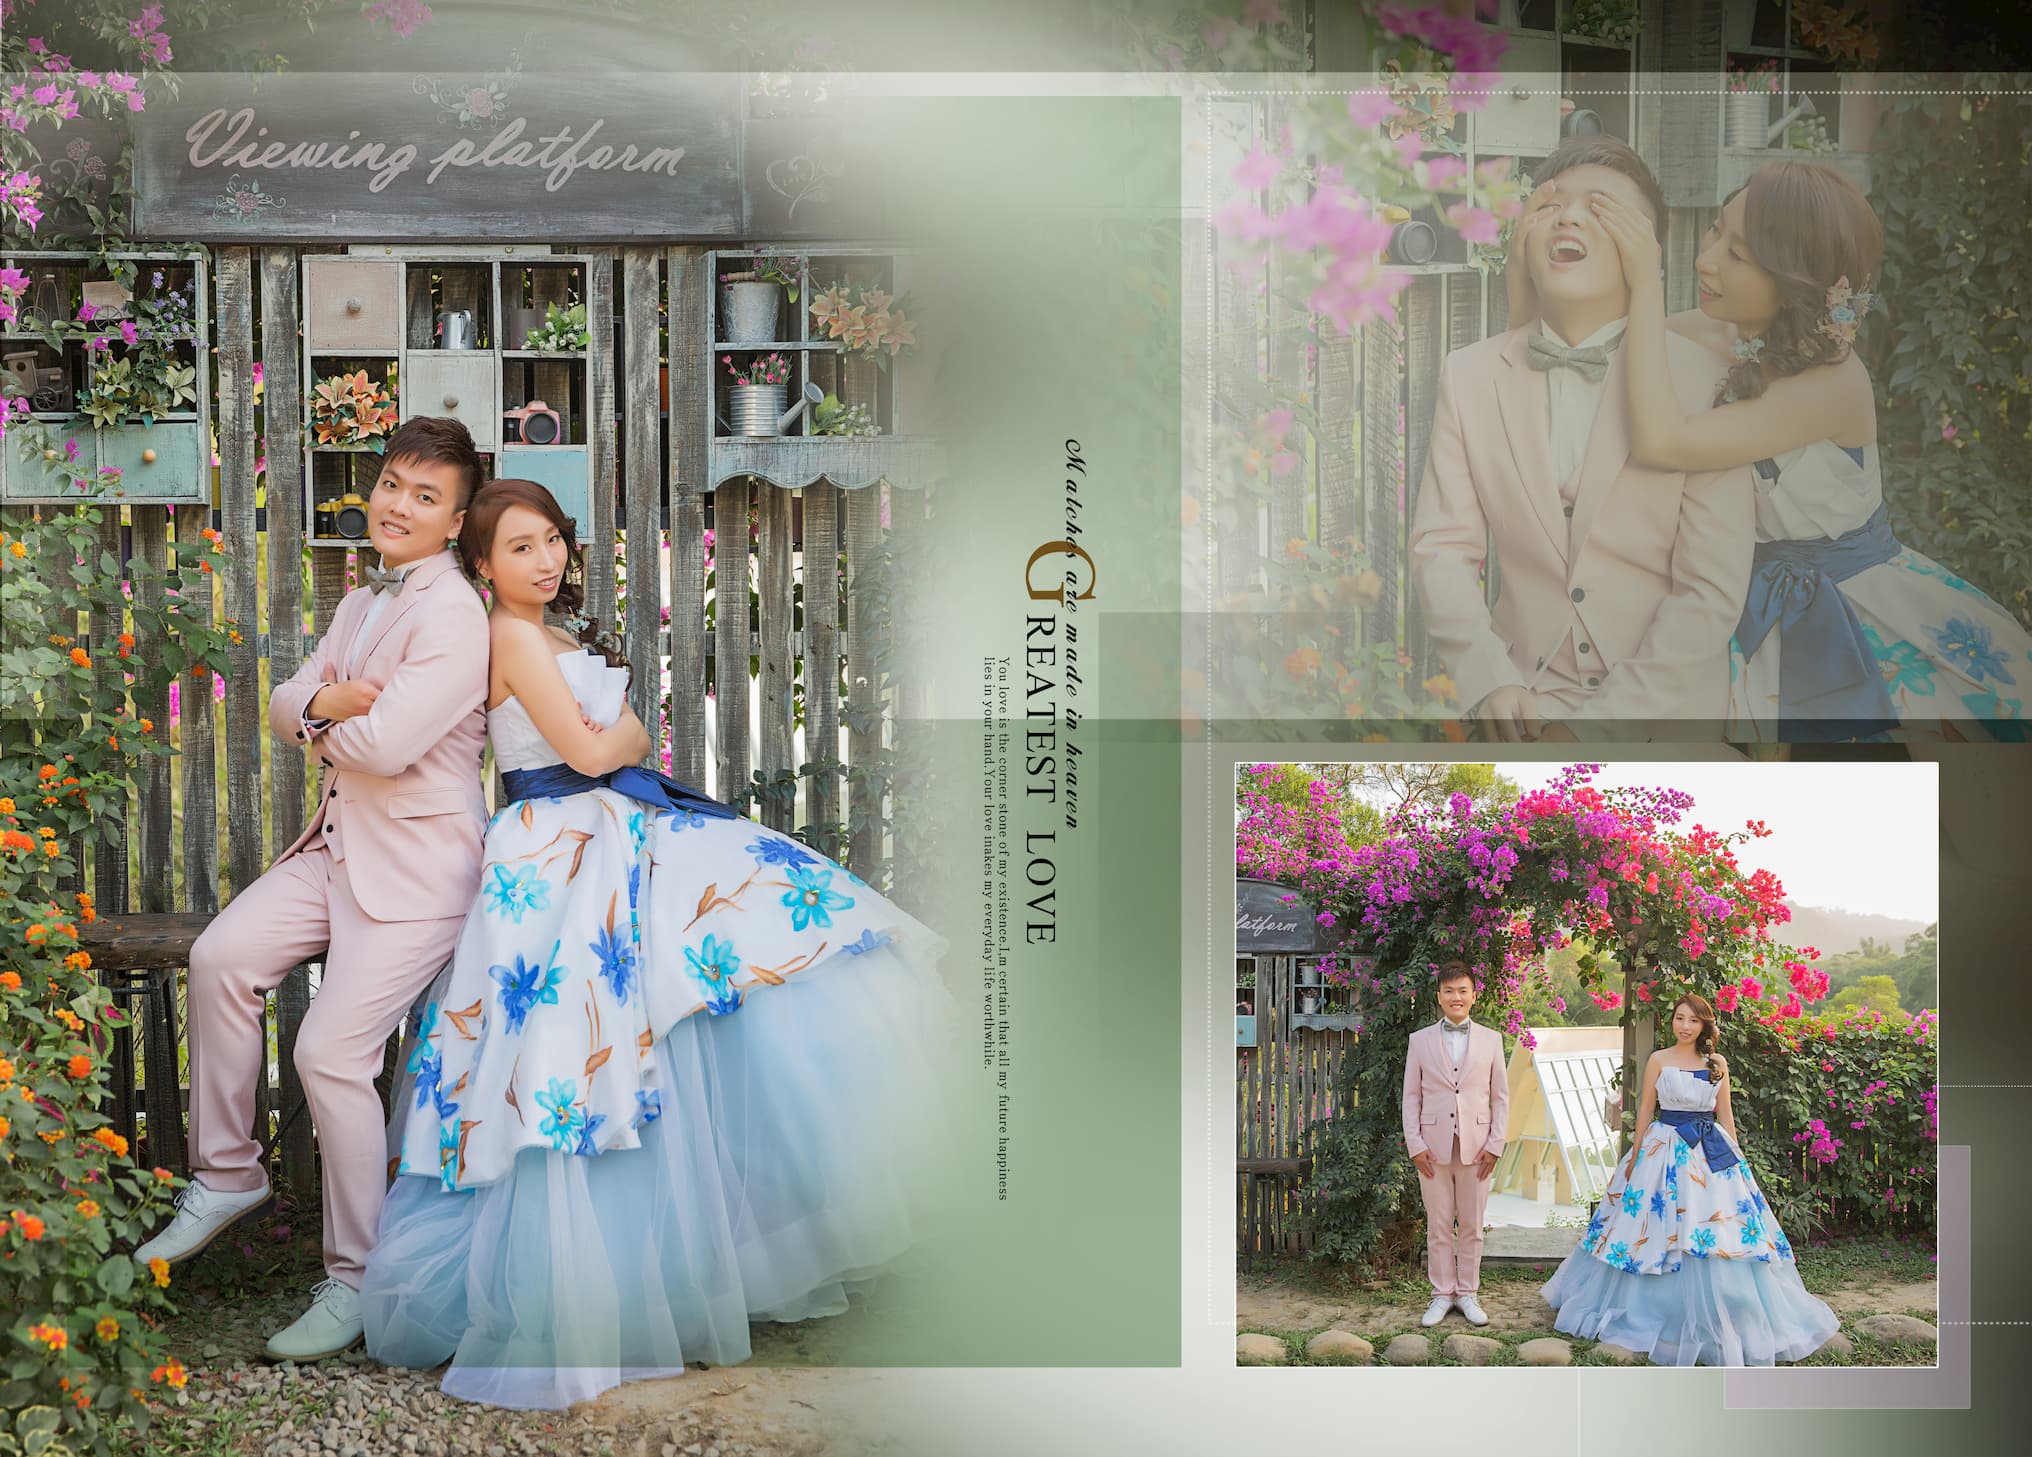 Viewing platform
Matches are made in heaven
GREATEST LOVE
You love is the corner stone of my existence.I,m certain that all my future happiness
lies in your hand.Your love inakes my everyday life worthwhile.
latform